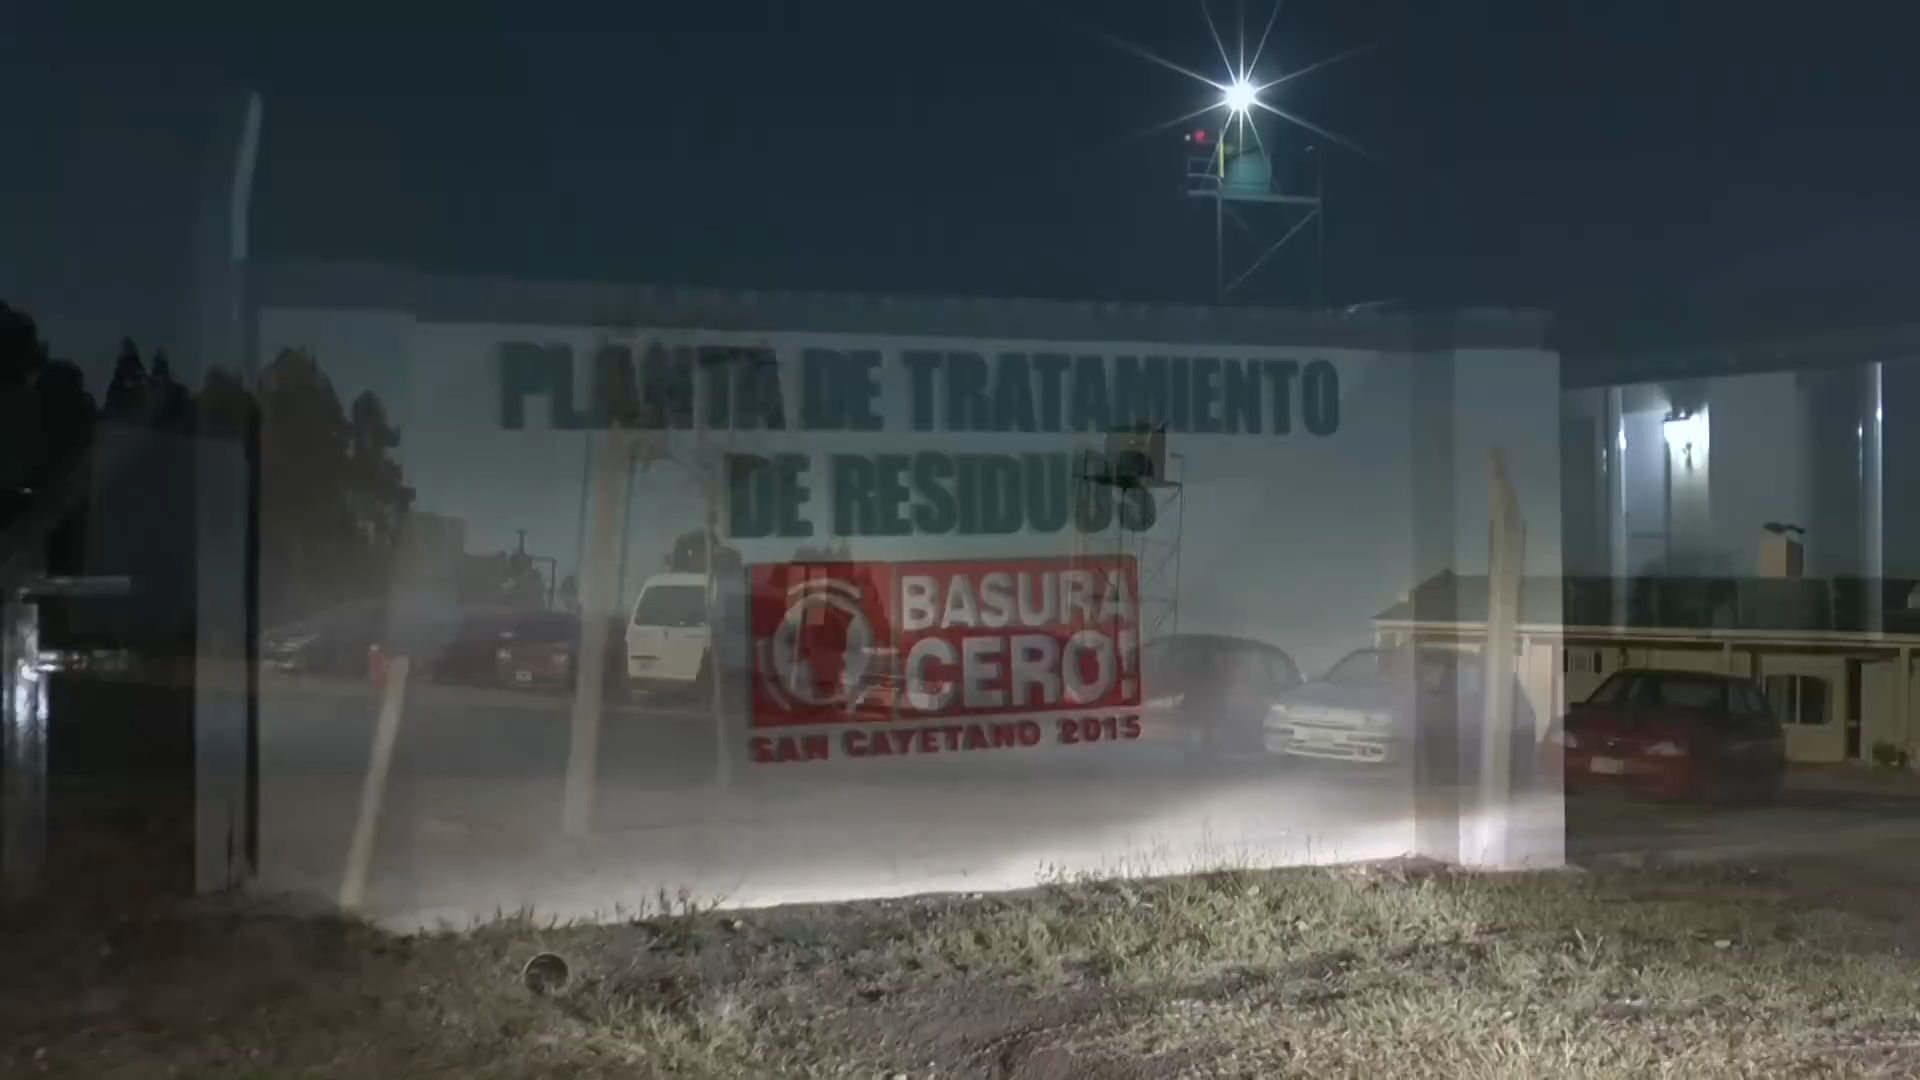 PLANTA DE TRATAMIENTO
DE RESIDUOS
BASURA
CERO!
SAN CAYETANO 2015